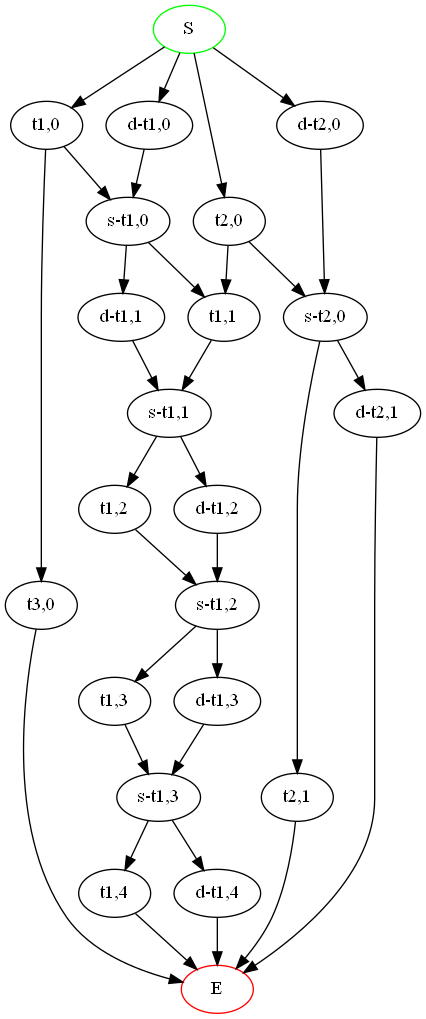 S
t1,0
d-t1,0
d-t2,0
s-t1,0
t2,0
d-t1,1
t1,1
s-t2,0
s-t1,1
d-t2,1
t1,2
d-t1,2
t3,0
s-t1,2
t1,3
d-t1,3
s-t1,3
t2,1
t1,4
d-t1,4
E